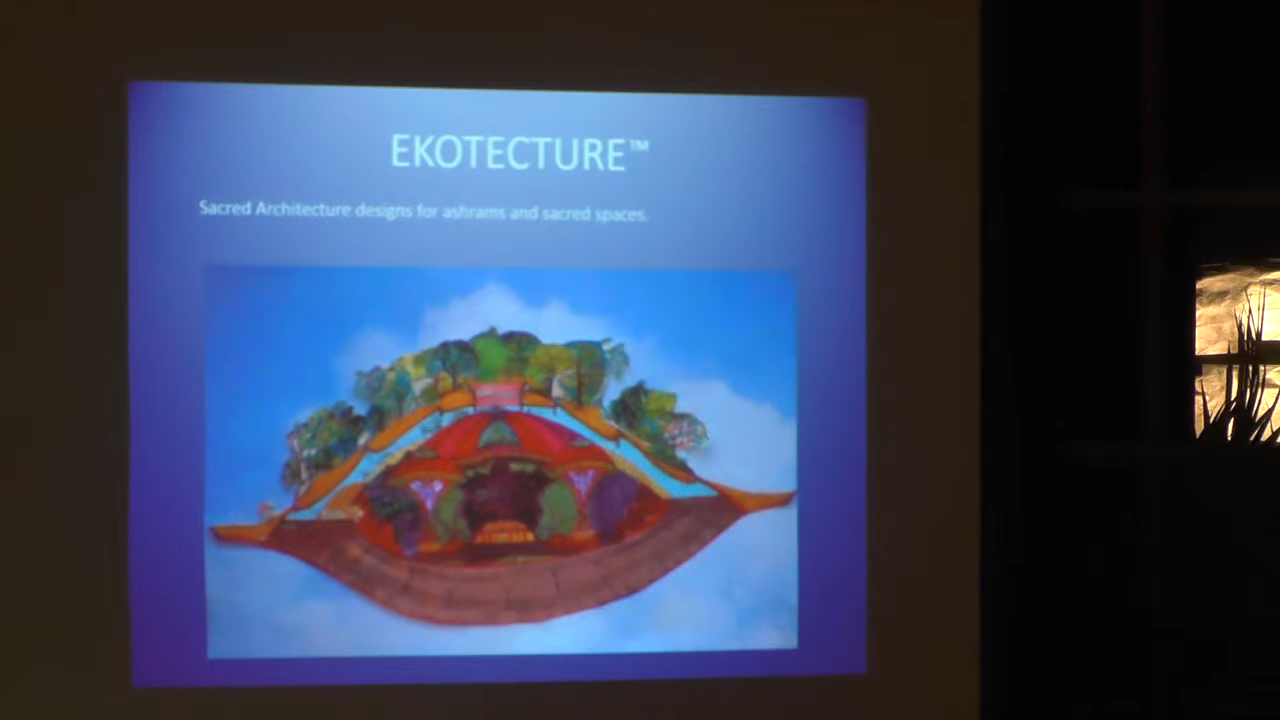 EKOTECTURE™
Sacred Architecture designs for ashrams and sacred spaces.